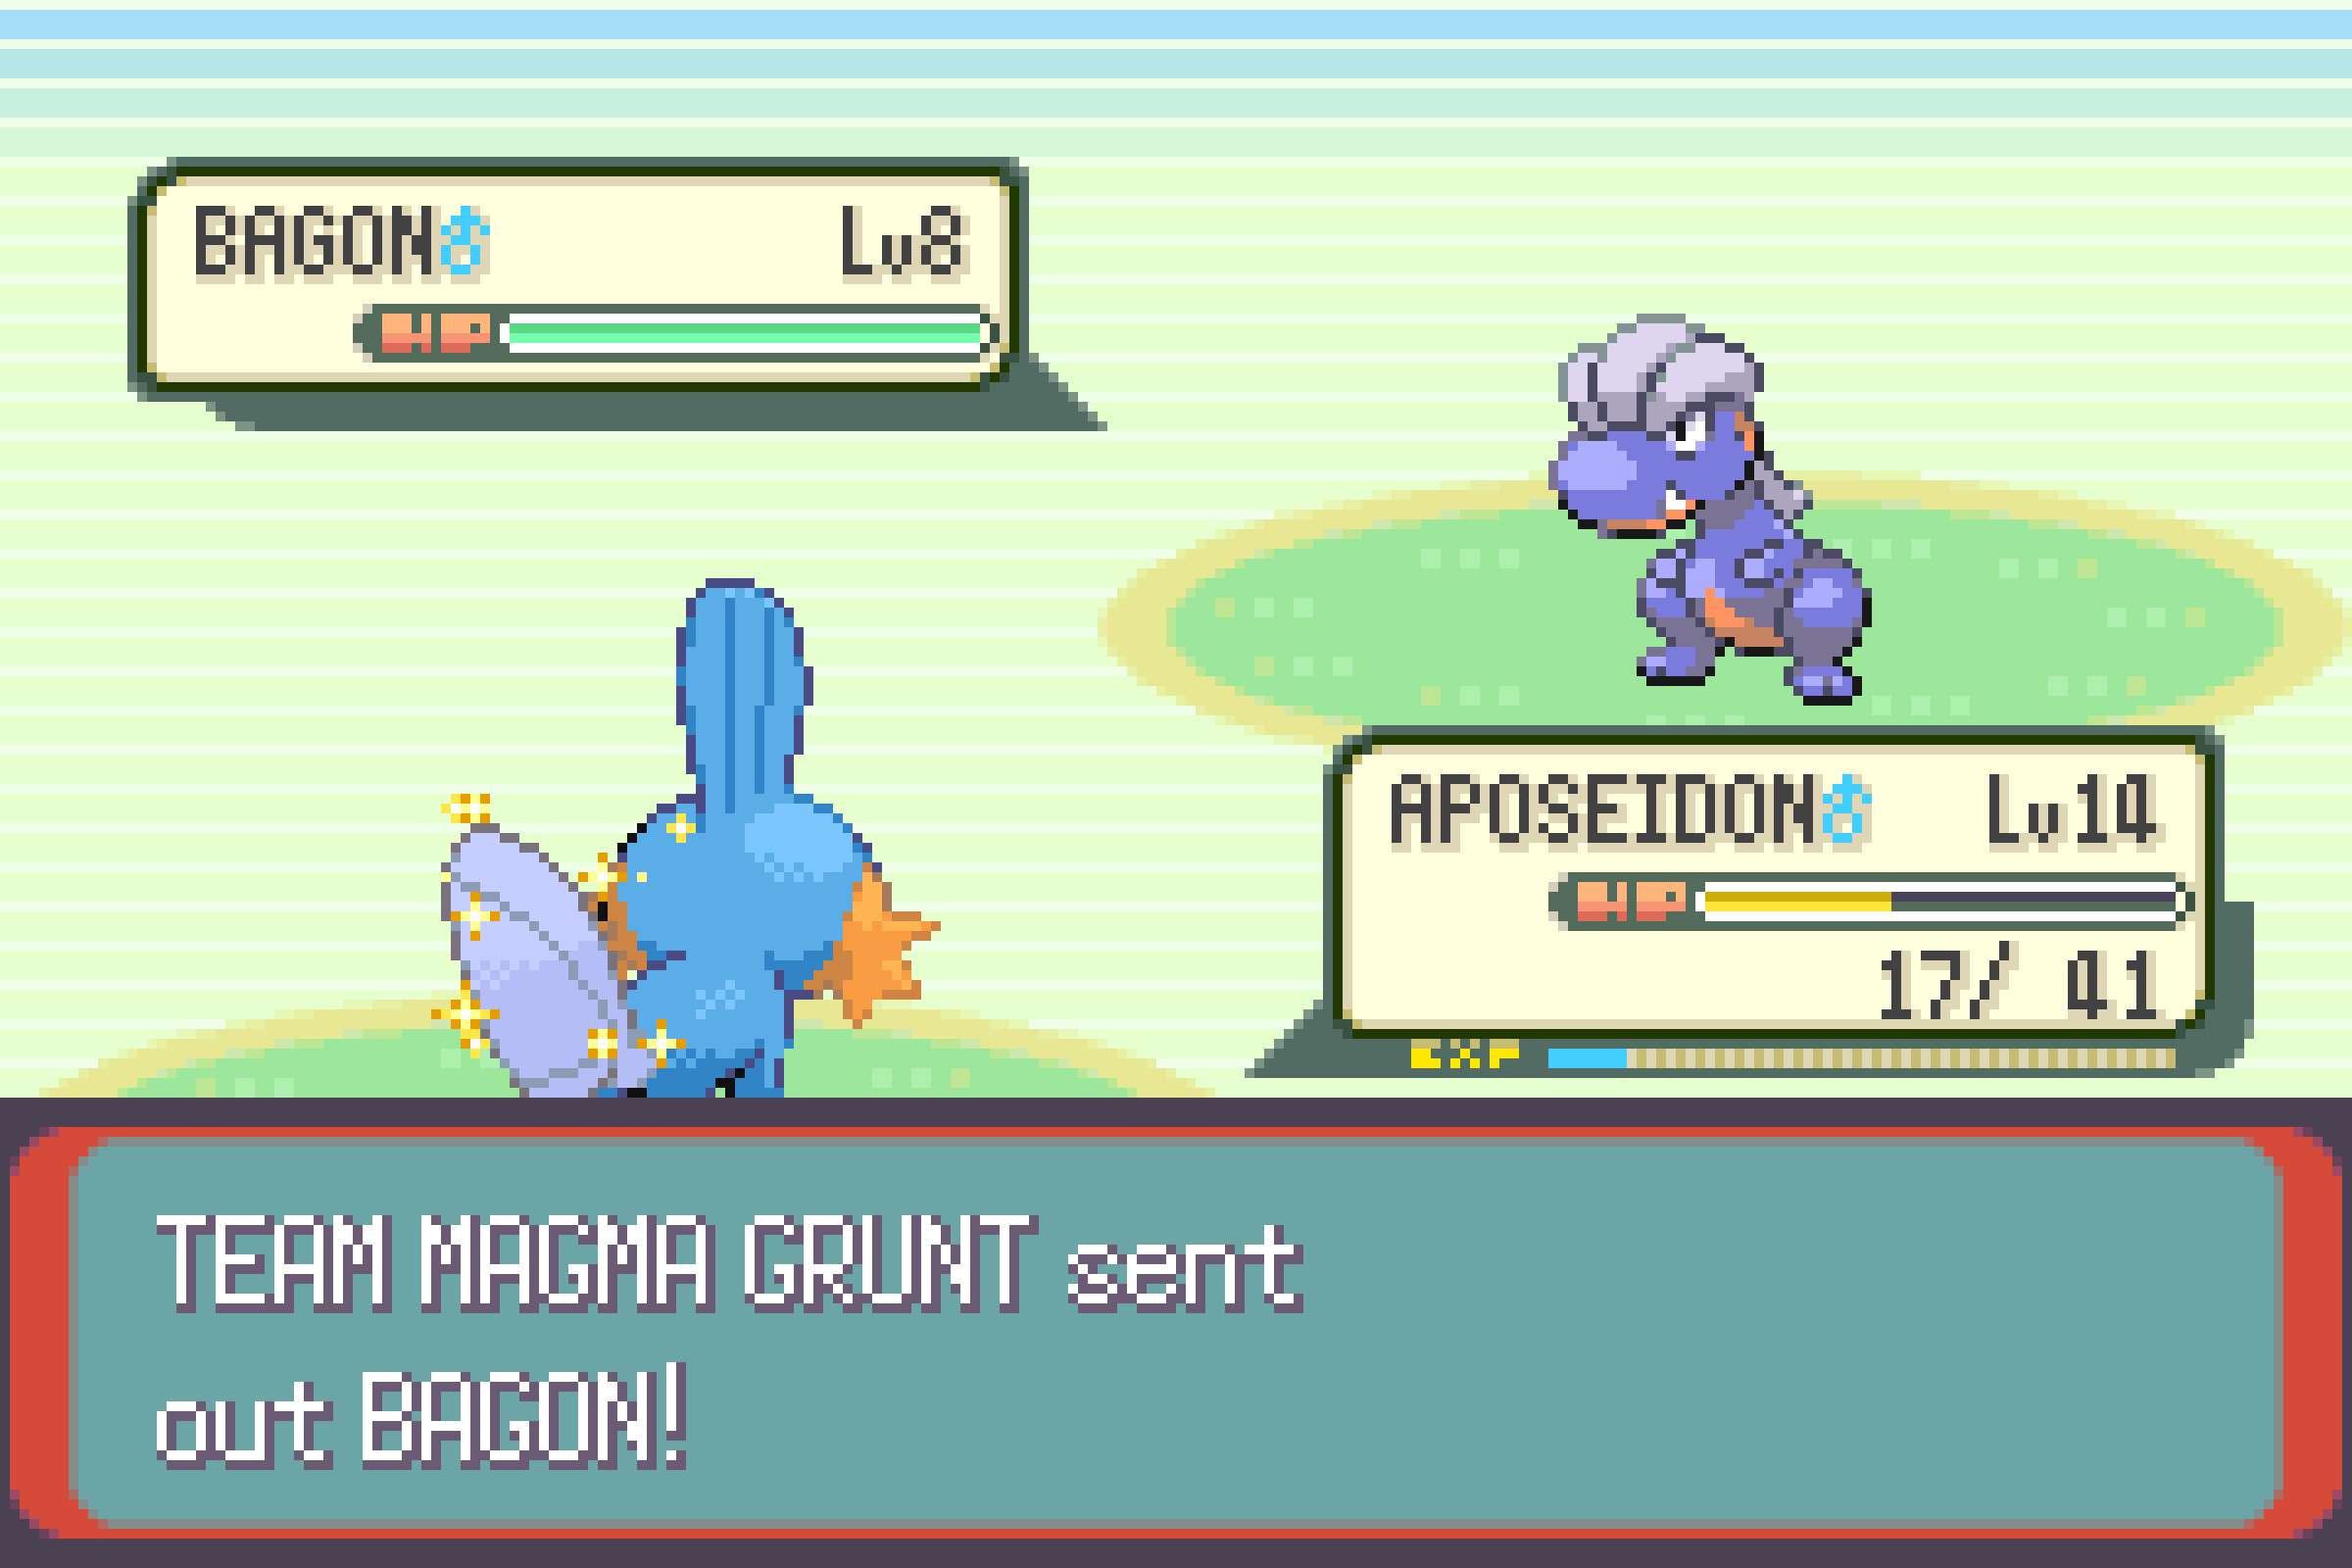 BAGON♂ Lv8
HP
APOSEIDON♂ Lv14
HP
17/ 41
EXP
TEAM MAGMA GRUNT sent
out BAGON!